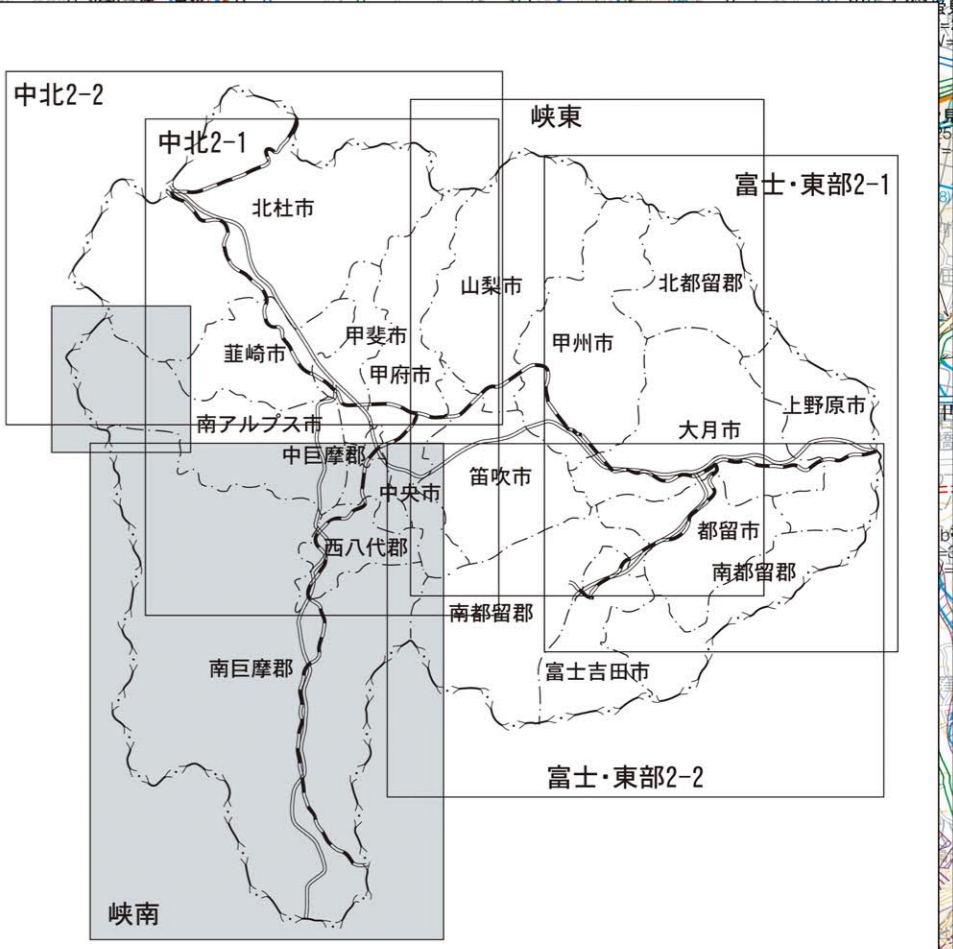 中北2-2
中北2-1
峡東
富士・東部2-1
北杜市
山梨市
北都留郡
甲斐市
甲州市
韮崎市
甲府市
上野原市
南アルプス市
大月市
中巨摩郡
笛吹市
中央市
都留市
西八代郡
南都留郡
南都留郡
南巨摩郡
富士吉田市
富士・東部2-2
峡南